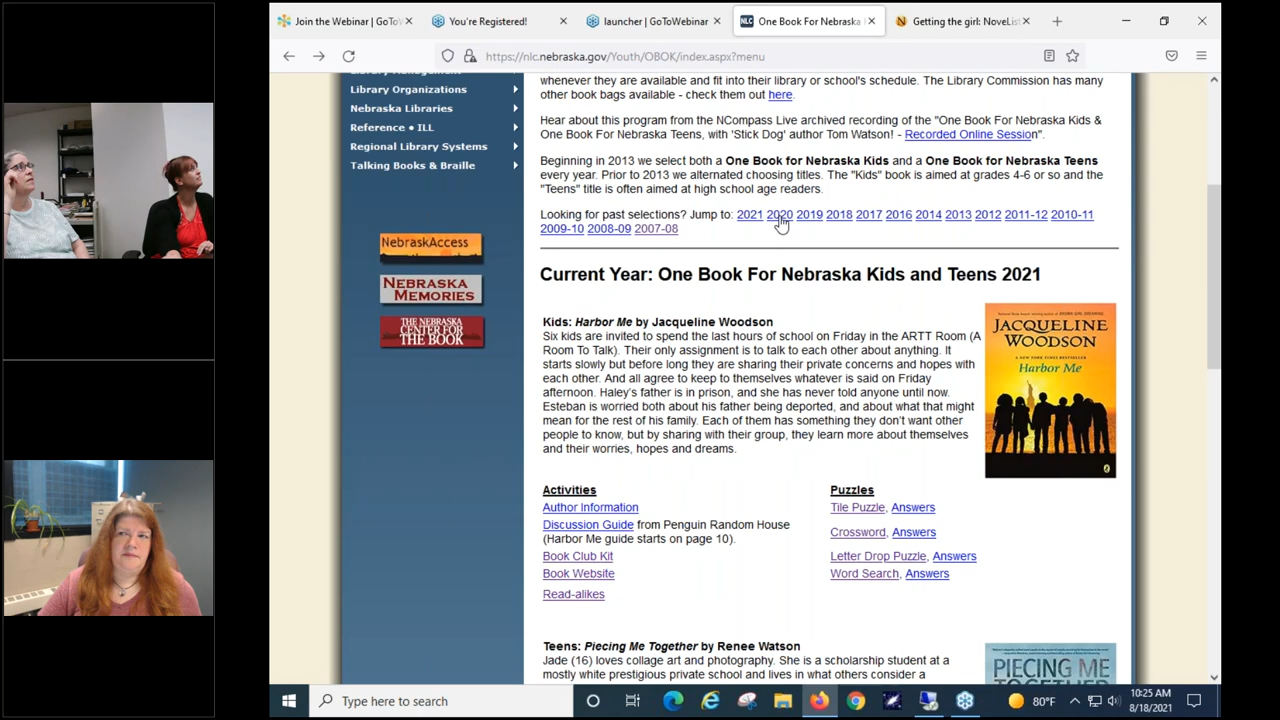 Join the Webinar | GoToW
You're Registered!
launcher | GoToWebinar
One Book For Nebraska
Getting the girl: NoveList
https://nlc.nebraska.gov/Youth/OBOK/index.aspx?menu
Library Organizations
Nebraska Libraries
Reference • ILL
Regional Library Systems
Talking Books & Braille
NebraskAccess
NEBRASKA
MEMORIES
THE NEBRASKA
CENTER FOR
THE BOOK
whenever they are available and fit into their library or school's schedule. The Library Commission has many
other book bags available - check them out here.
Hear about this program from the NCompass Live archived recording of the "One Book For Nebraska Kids &
One Book For Nebraska Teens, with 'Stick Dog' author Tom Watson! - Recorded Online Session".
Beginning in 2013 we select both a One Book for Nebraska Kids and a One Book for Nebraska Teens
every year. Prior to 2013 we alternated choosing titles. The "Kids" book is aimed at grades 4-6 or so and the
"Teens" title is often aimed at high school age readers.
Looking for past selections? Jump to: 2021 2020 2019 2018 2017 2016 2014 2013 2012 2011-12 2010-11
2009-10 2008-09 2007-08
Current Year: One Book For Nebraska Kids and Teens 2021
Kids: Harbor Me by Jacqueline Woodson
Six kids are invited to spend the last hours of school on Friday in the ARTT Room (A
Room To Talk). Their only assignment is to talk to each other about anything. It
starts slowly but before long they are sharing their private concerns and hopes with
each other. And all agree to keep to themselves whatever is said on Friday
afternoon. Haley's father is in prison, and she has never told anyone until now.
Esteban is worried both about his father being deported, and about what that might
mean for the rest of his family. Each of them has something they don't want other
people to know, but by sharing with their group, they learn more about themselves
and their worries, hopes and dreams.
JACQUELINE
WOODSON
A NEW YORK TIMES BESTSELLER
Harbor Me
Activities
Author Information
Discussion Guide from Penguin Random House
(Harbor Me guide starts on page 10).
Book Club Kit
Book Website
Read-alikes
Puzzles
Tile Puzzle, Answers
Crossword, Answers
Letter Drop Puzzle, Answers
Word Search, Answers
Teens: Piecing Me Together by Renee Watson
Jade (16) loves collage art and photography. She is a scholarship student at a
mostly white prestigious private school and lives in what others consider a
PIECING ME
Type here to search
80°F
10:25 AM
8/18/2021